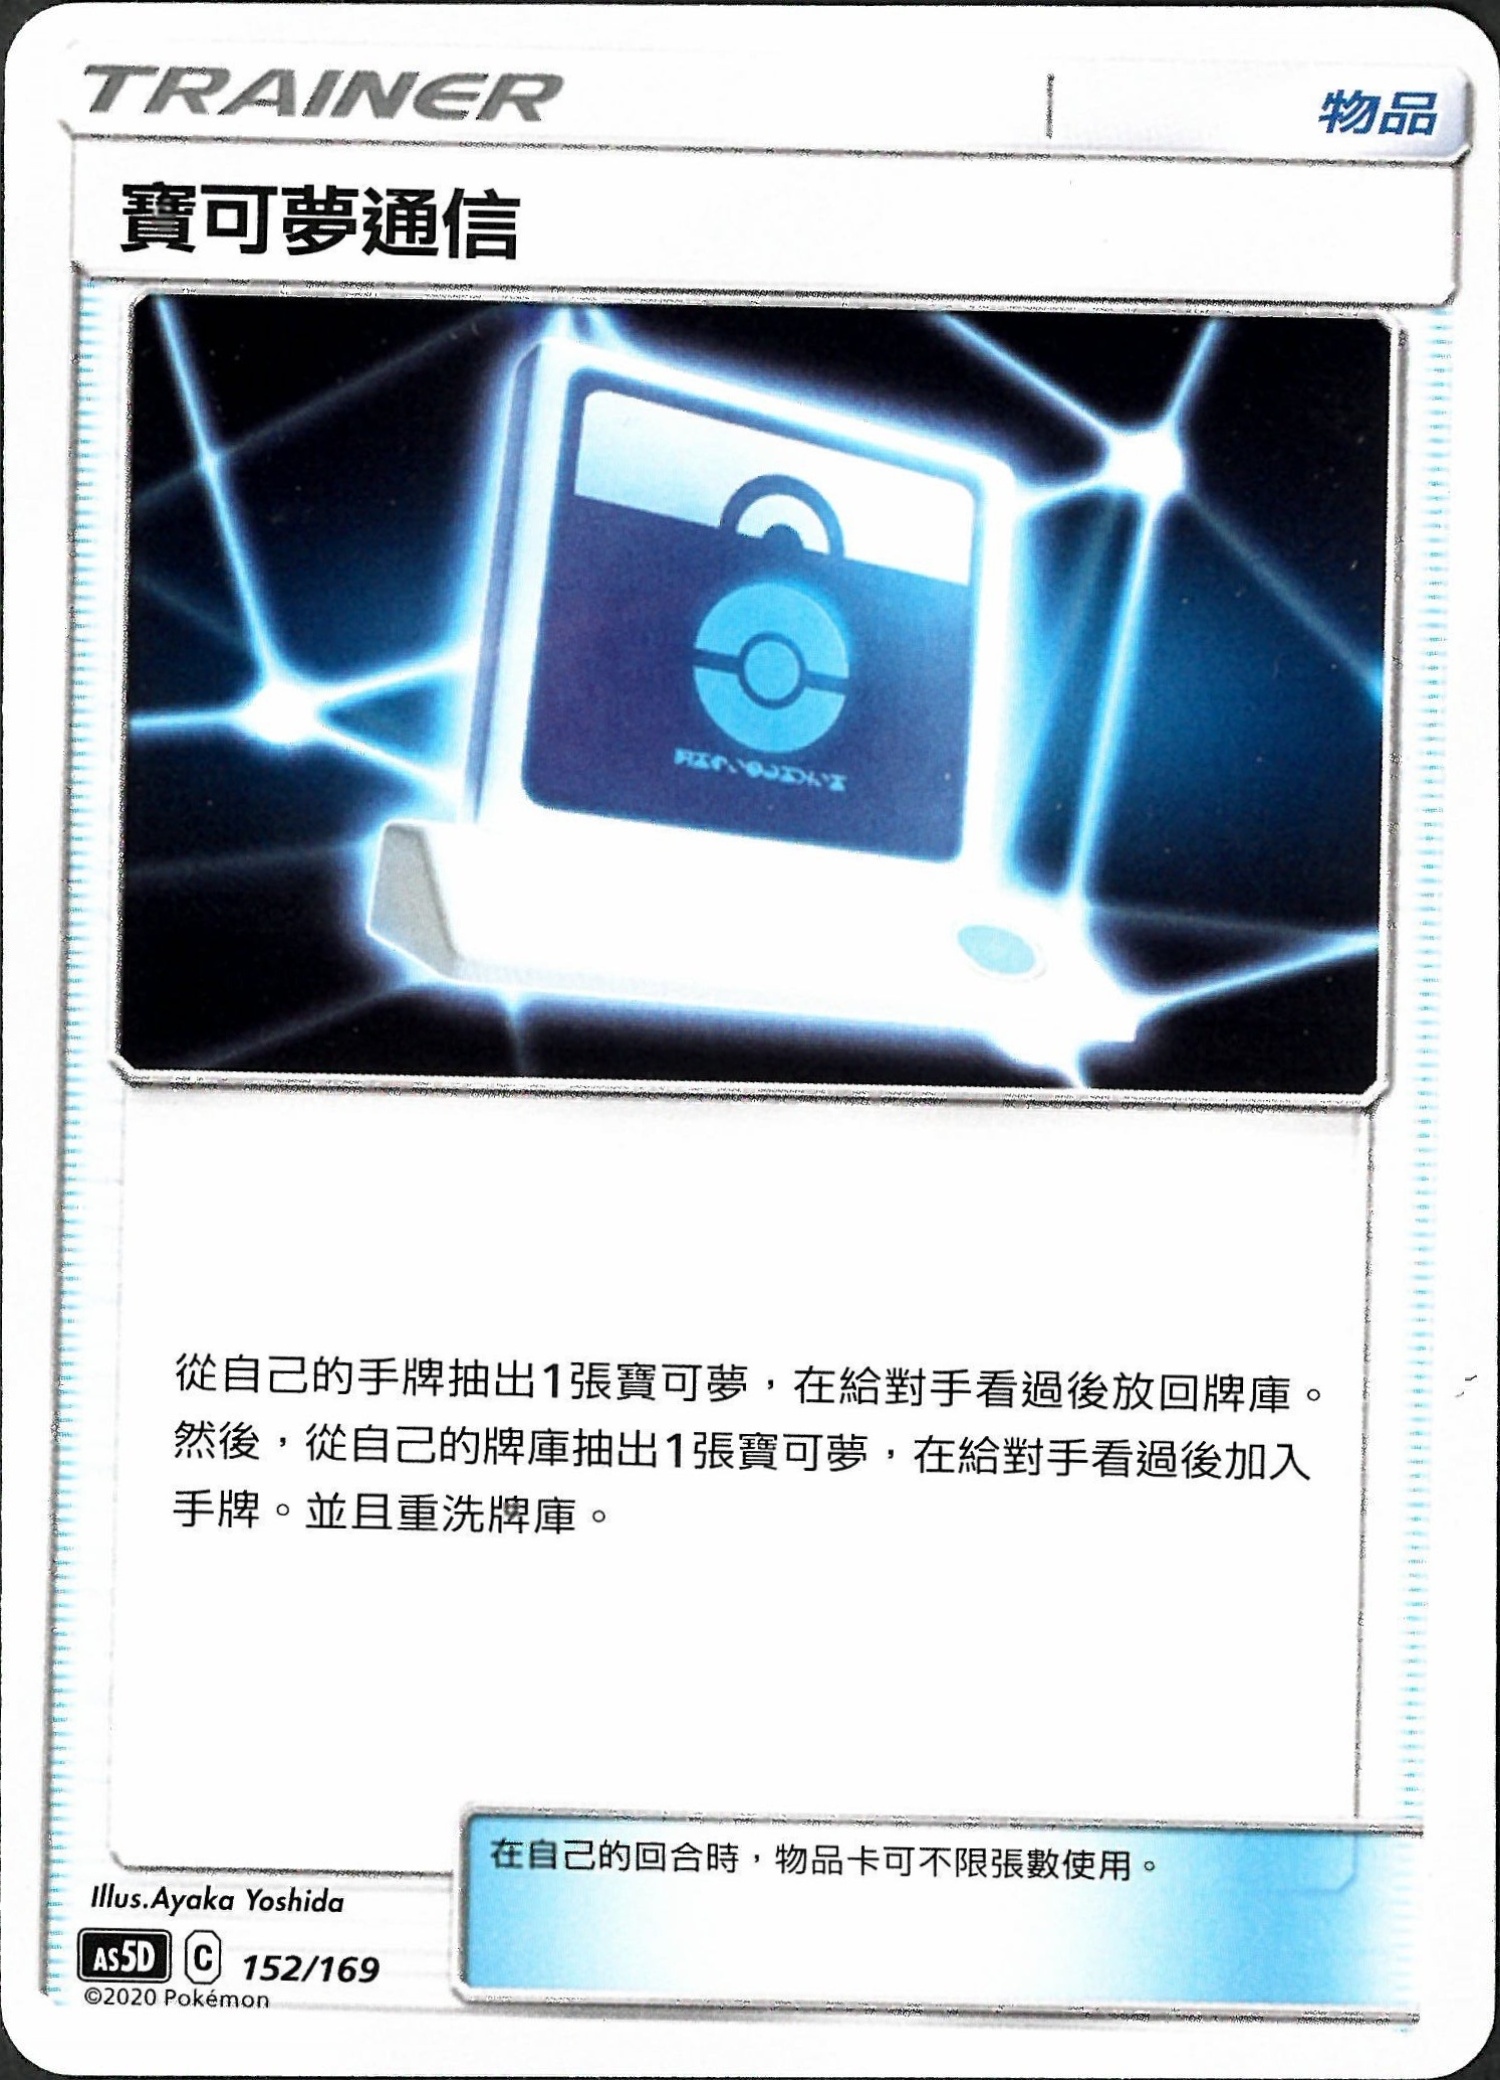 TRAINER
物品
寶可夢通信
從自己的手牌抽出1張寶可夢，在給對手看過後放回牌庫。
然後，從自己的牌庫抽出1張寶可夢，在給對手看過後加入
手牌。並且重洗牌庫。
在自己的回合時，物品卡可不限張數使用。
Illus.Ayaka Yoshida
AS5D C 152/169
©2020 Pokémon